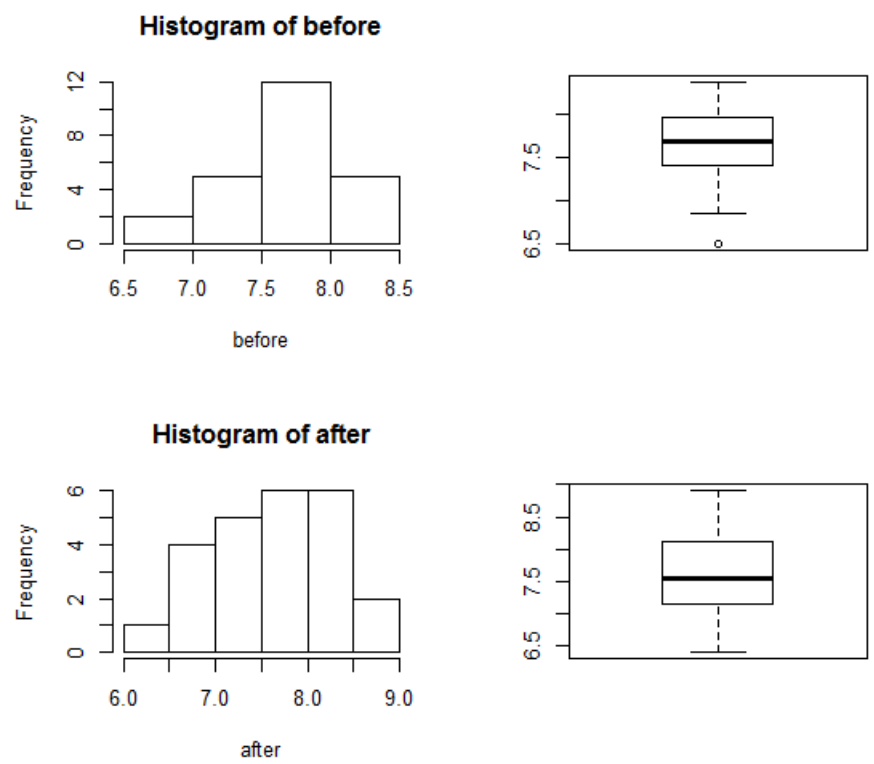 Histogram of before
Frequency
0 4 8 12
6.5 7.0 7.5 8.0 8.5
before
6.5 7.5
Histogram of after
Frequency
0 2 4 6
6.0 7.0 8.0 9.0
after
6.5 7.5 8.5